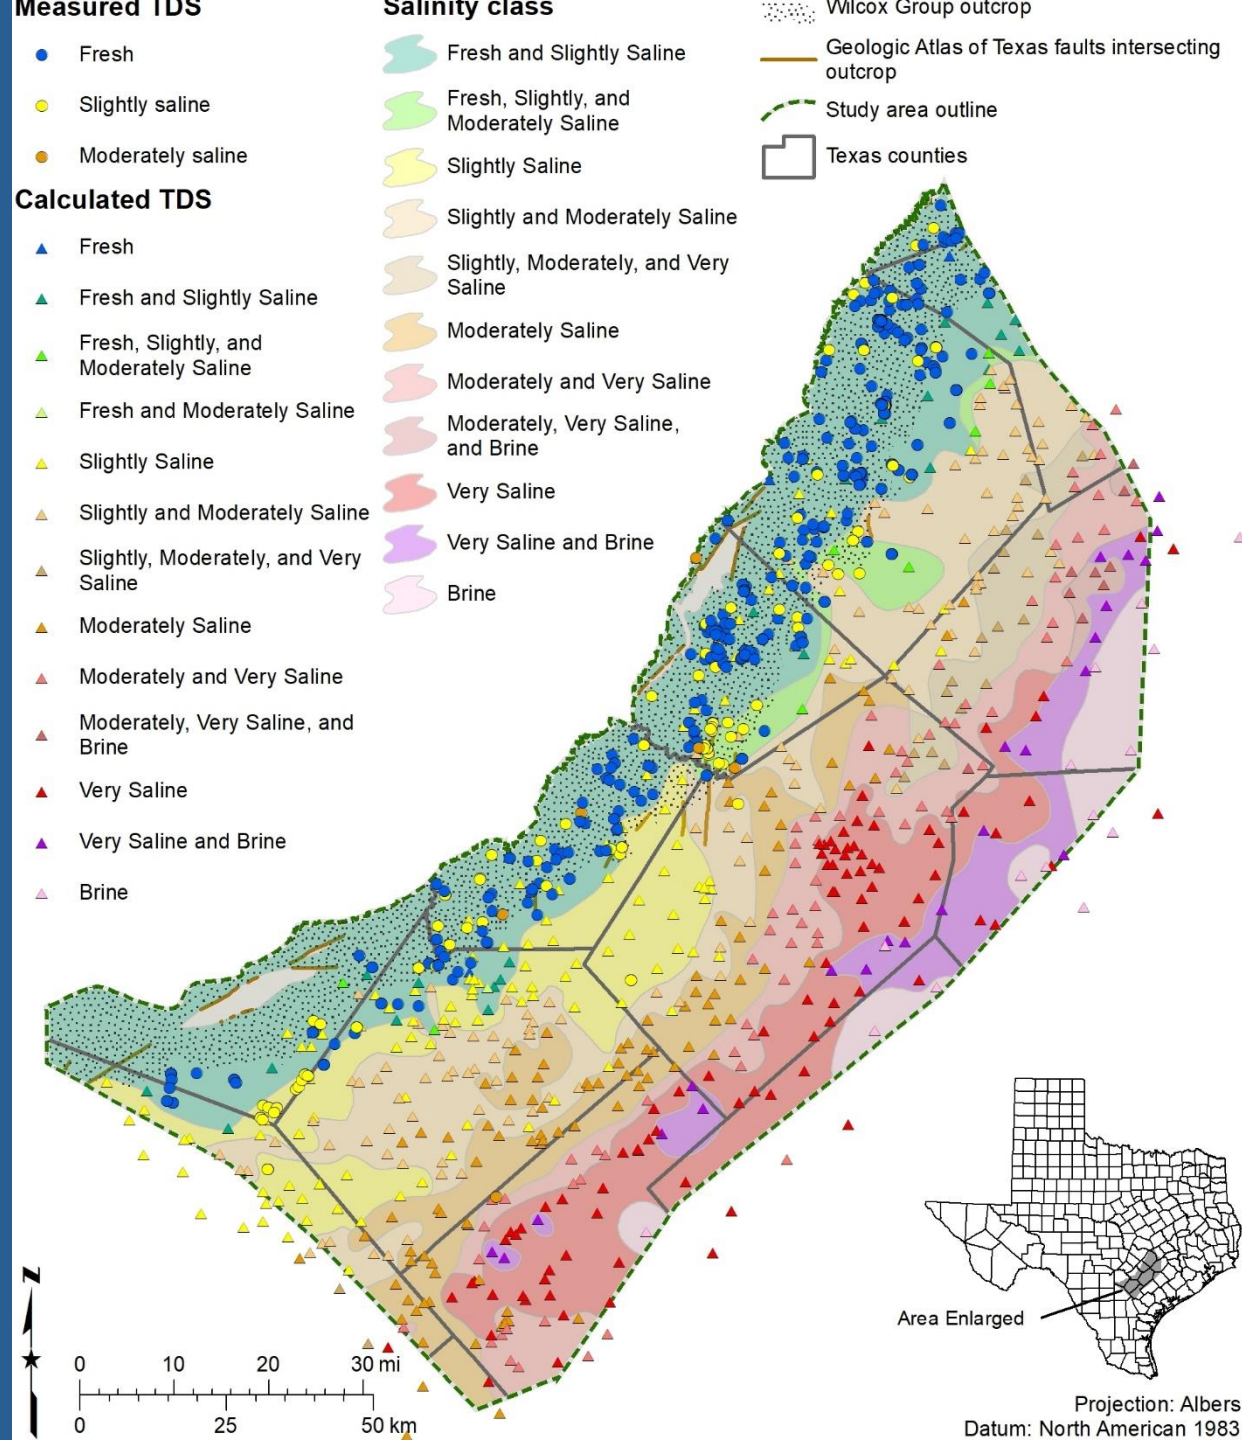 Measured TDS
Fresh
Slightly saline
Moderately saline
Calculated TDS
Fresh
Fresh and Slightly Saline
Fresh, Slightly, and
Moderately Saline
Fresh and Moderately Saline
Slightly Saline
Slightly and Moderately Saline
Slightly, Moderately, and Very
Saline
Moderately Saline
Moderately and Very Saline
Moderately, Very Saline, and
Brine
Very Saline
Very Saline and Brine
Brine
Salinity class
Fresh and Slightly Saline
Fresh, Slightly, and
Moderately Saline
Slightly Saline
Slightly and Moderately Saline
Slightly, Moderately, and Very
Saline
Moderately Saline
Moderately and Very Saline
Moderately, Very Saline,
and Brine
Very Saline
Very Saline and Brine
Brine
Wilcox Group outcrop
Geologic Atlas of Texas faults intersecting
outcrop
Study area outline
Texas counties
N
0 10 20 30 mi
0 25 50 km
Area Enlarged
Projection: Albers
Datum: North American 1983